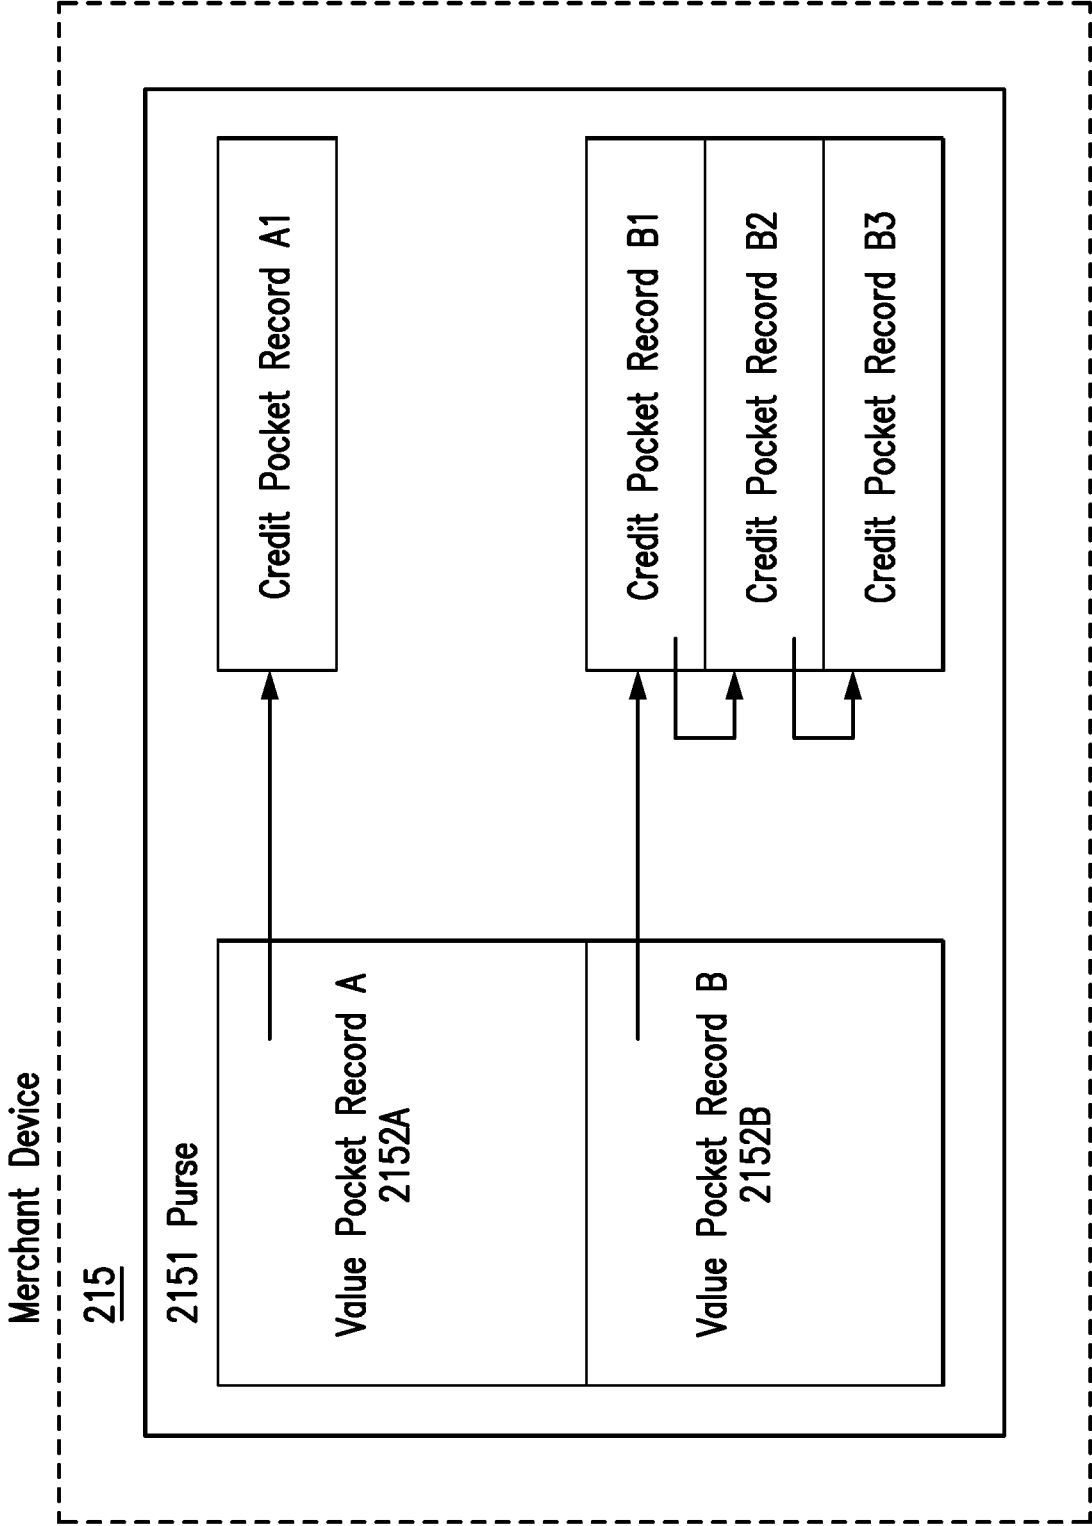 Merchant Device
215
2151 Purse
Value Pocket Record A
2152A
Credit Pocket Record A1
Value Pocket Record B
2152B
Credit Pocket Record B1
Credit Pocket Record B2
Credit Pocket Record B3